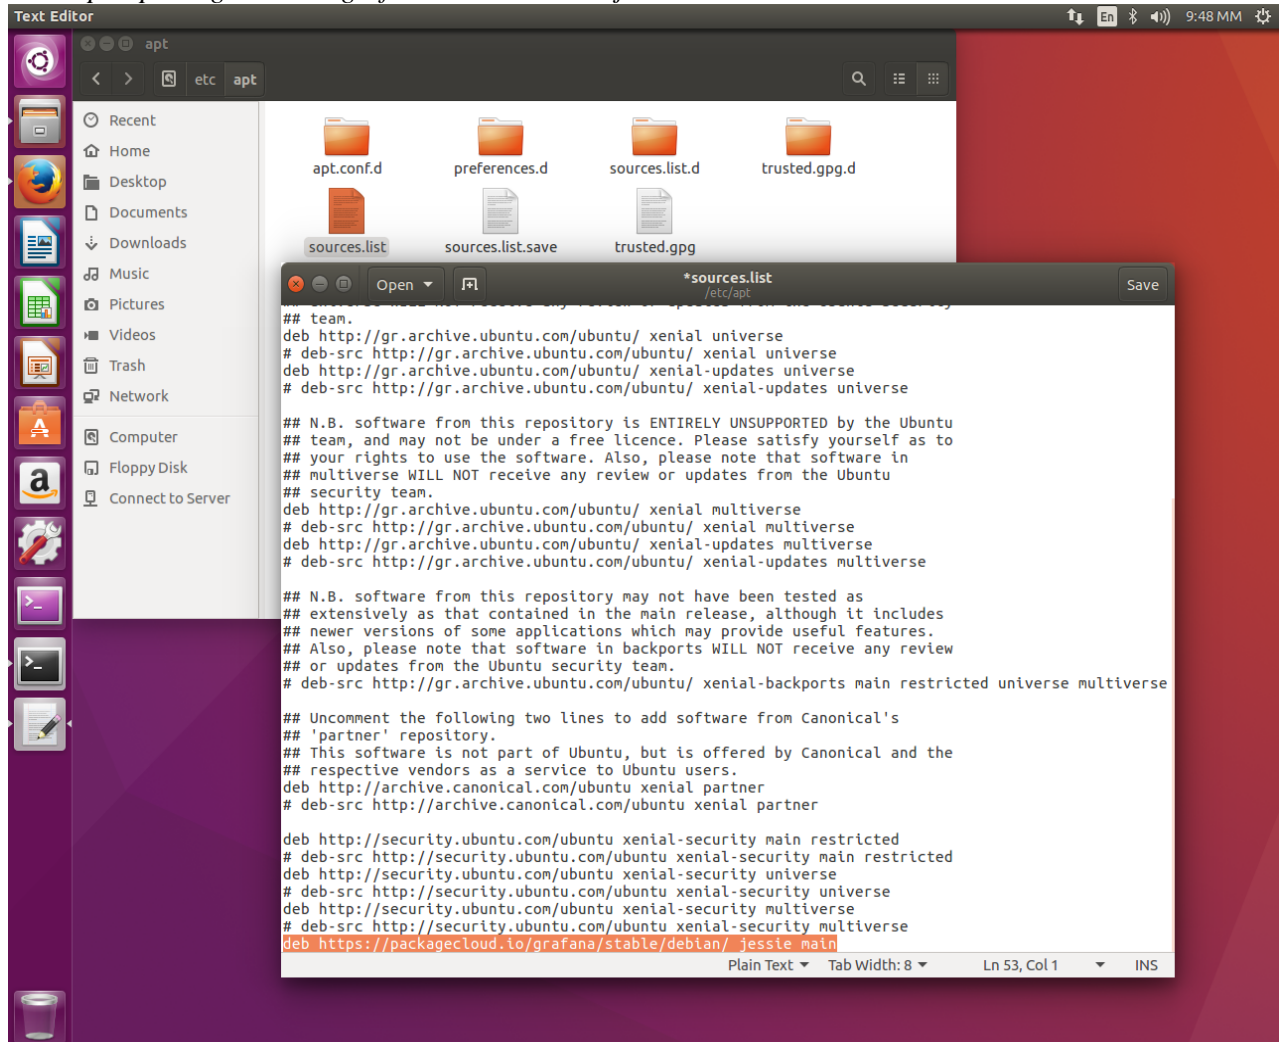 Text Editor
En
9:48 MM
apt
etc
apt
Recent
Home
Desktop
Documents
Downloads
Music
Pictures
Videos
Trash
Network
Computer
Floppy Disk
Connect to Server
apt.conf.d
preferences.d
sources.list.d
trusted.gpg.d
sources.list
sources.list.save
trusted.gpg
Open
*sources.list
/etc/apt
Save
## team.
deb http://gr.archive.ubuntu.com/ubuntu/ xenial universe
# deb-src http://gr.archive.ubuntu.com/ubuntu/ xenial universe
deb http://gr.archive.ubuntu.com/ubuntu/ xenial-updates universe
# deb-src http://gr.archive.ubuntu.com/ubuntu/ xenial-updates universe
## N.B. software from this repository is ENTIRELY UNSUPPORTED by the Ubuntu
## team, and may not be under a free licence. Please satisfy yourself as to
## your rights to use the software. Also, please note that software in
## multiverse WILL NOT receive any review or updates from the Ubuntu
## security team.
deb http://gr.archive.ubuntu.com/ubuntu/ xenial multiverse
# deb-src http://gr.archive.ubuntu.com/ubuntu/ xenial multiverse
deb http://gr.archive.ubuntu.com/ubuntu/ xenial-updates multiverse
# deb-src http://gr.archive.ubuntu.com/ubuntu/ xenial-updates multiverse
## N.B. software from this repository may not have been tested as
## extensively as that contained in the main release, although it includes
## newer versions of some applications which may provide useful features.
## Also, please note that software in backports WILL NOT receive any review
## or updates from the Ubuntu security team.
# deb-src http://gr.archive.ubuntu.com/ubuntu/ xenial-backports main restricted universe multiverse
## Uncomment the following two lines to add software from Canonical's
## 'partner' repository.
## This software is not part of Ubuntu, but is offered by Canonical and the
## respective vendors as a service to Ubuntu users.
deb http://archive.canonical.com/ubuntu xenial partner
# deb-src http://archive.canonical.com/ubuntu xenial partner
deb http://security.ubuntu.com/ubuntu xenial-security main restricted
# deb-src http://security.ubuntu.com/ubuntu xenial-security main restricted
deb http://security.ubuntu.com/ubuntu xenial-security universe
# deb-src http://security.ubuntu.com/ubuntu xenial-security universe
deb http://security.ubuntu.com/ubuntu xenial-security multiverse
# deb-src http://security.ubuntu.com/ubuntu xenial-security multiverse
deb https://packagecloud.io/grafana/stable/debian/ jessie main
Plain Text
Tab Width: 8
Ln 53, Col 1
INS